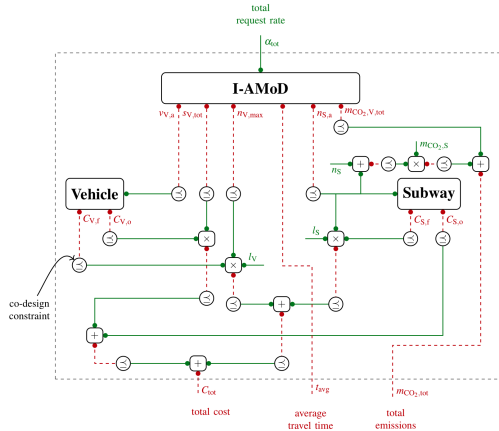 total
request rate
α_tot
I-AMoD
v_V,a
s_V,tot
n_V,max
n_S,a
m_CO2,V,tot
m_CO2,S
n_S
+
×
+
Vehicle
Subway
C_V,f
C_V,o
C_S,f
C_S,o
×
l_S
×
×
l_V
co-design
constraint
+
+
+
C_tot
t_avg
m_CO2,tot
total cost
average
travel time
total
emissions